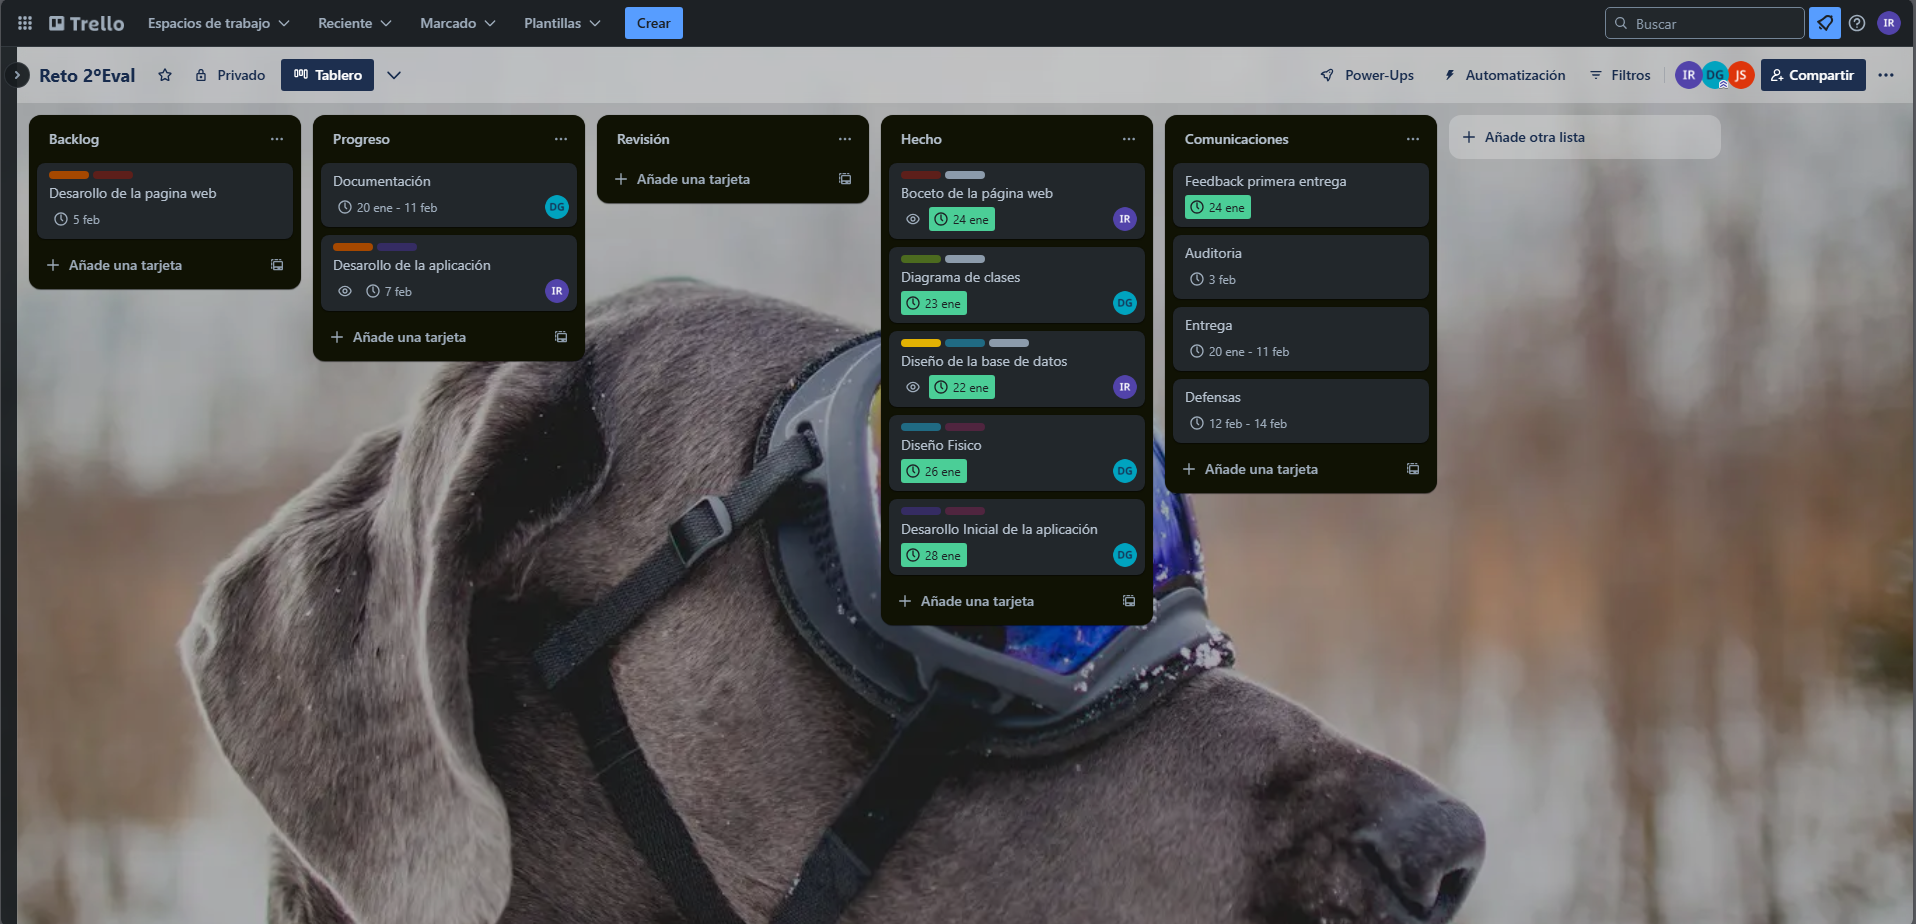 Trello
Espacios de trabajo
Reciente
Marcado
Plantillas
Crear
Buscar
IR
Reto 2ºEval
Privado
Tablero
Power-Ups
Automatización
Filtros
IR
DG
JS
Compartir
Backlog
Desarollo de la pagina web
5 feb
Añade una tarjeta
Progreso
Documentación
20 ene - 11 feb
DG
Desarollo de la aplicación
7 feb
IR
Añade una tarjeta
Revisión
Añade una tarjeta
Hecho
Boceto de la página web
24 ene
IR
Diagrama de clases
23 ene
DG
Diseño de la base de datos
22 ene
IR
Diseño Fisico
26 ene
DG
Desarollo Inicial de la aplicación
28 ene
DG
Añade una tarjeta
Comunicaciones
Feedback primera entrega
24 ene
Auditoria
3 feb
Entrega
20 ene - 11 feb
Defensas
12 feb - 14 feb
Añade una tarjeta
Añade otra lista